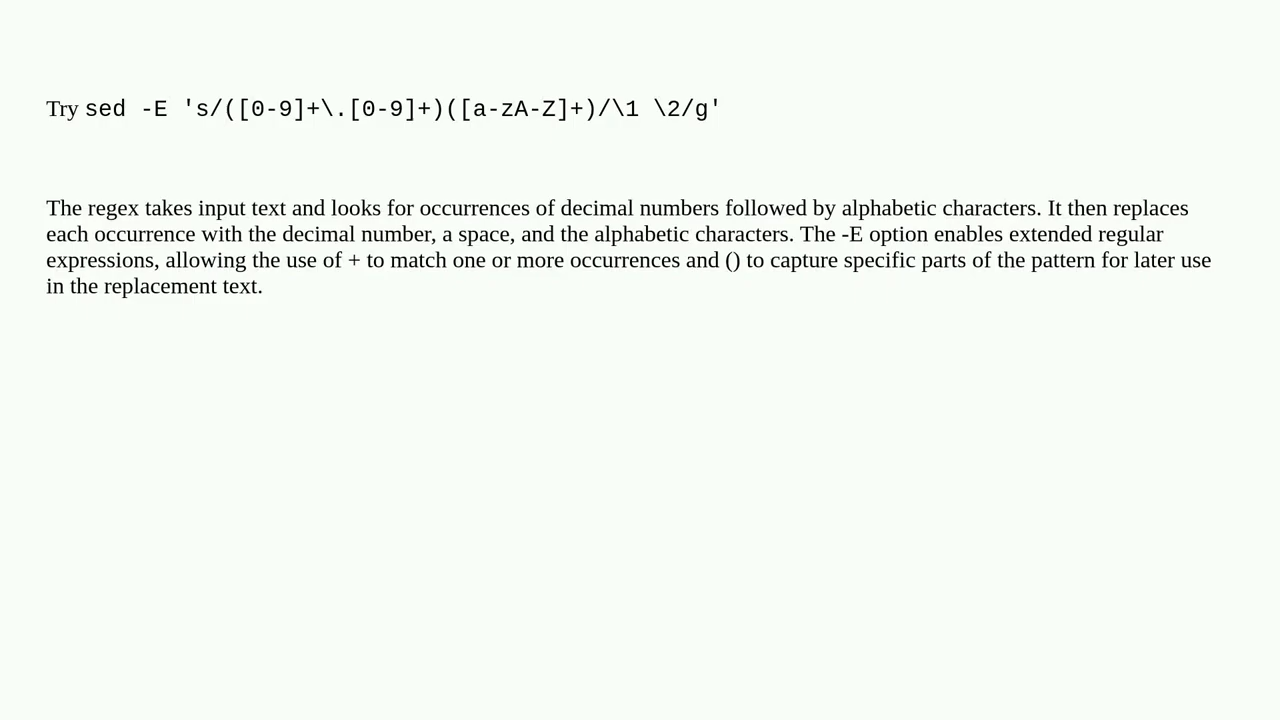 Try sed -E 's/([0-9]+\.[0-9]+)([a-zA-Z]+)/\1 \2/g'
The regex takes input text and looks for occurrences of decimal numbers followed by alphabetic characters. It then replaces
each occurrence with the decimal number, a space, and the alphabetic characters. The -E option enables extended regular
expressions, allowing the use of + to match one or more occurrences and () to capture specific parts of the pattern for later use
in the replacement text.